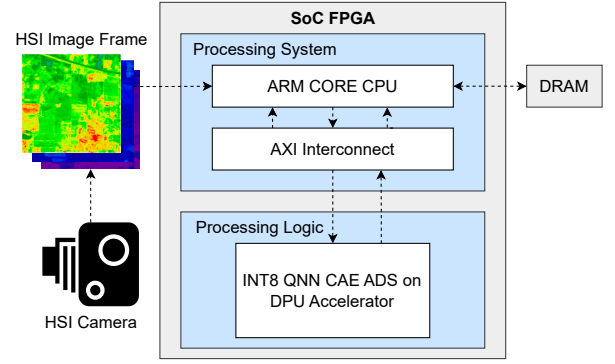 SoC FPGA
HSI Image Frame
Processing System
ARM CORE CPU
DRAM
AXI Interconnect
Processing Logic
INT8 QNN CAE ADS on
DPU Accelerator
HSI Camera